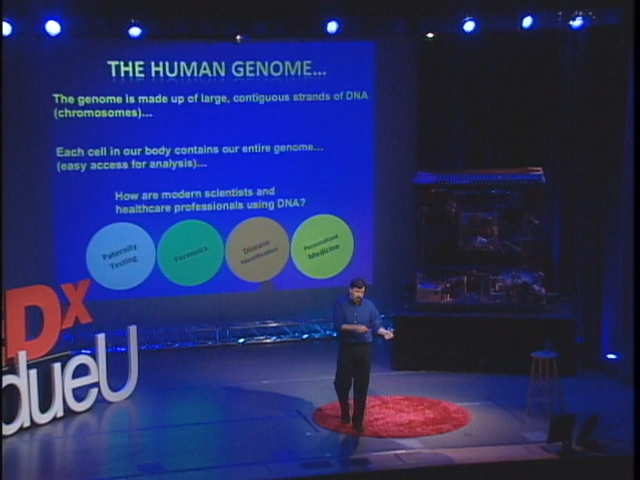 THE HUMAN GENOME...
The genome is made up of large, contiguous strands of DNA
(chromosomes)...
Each cell in our body contains our entire genome...
(easy access for analysis)...
How are modern scientists and
healthcare professionals using DNA?
Paternity
Testing
Forensics
Disease
Identification
Personalized
Medicine
Dx
dueU